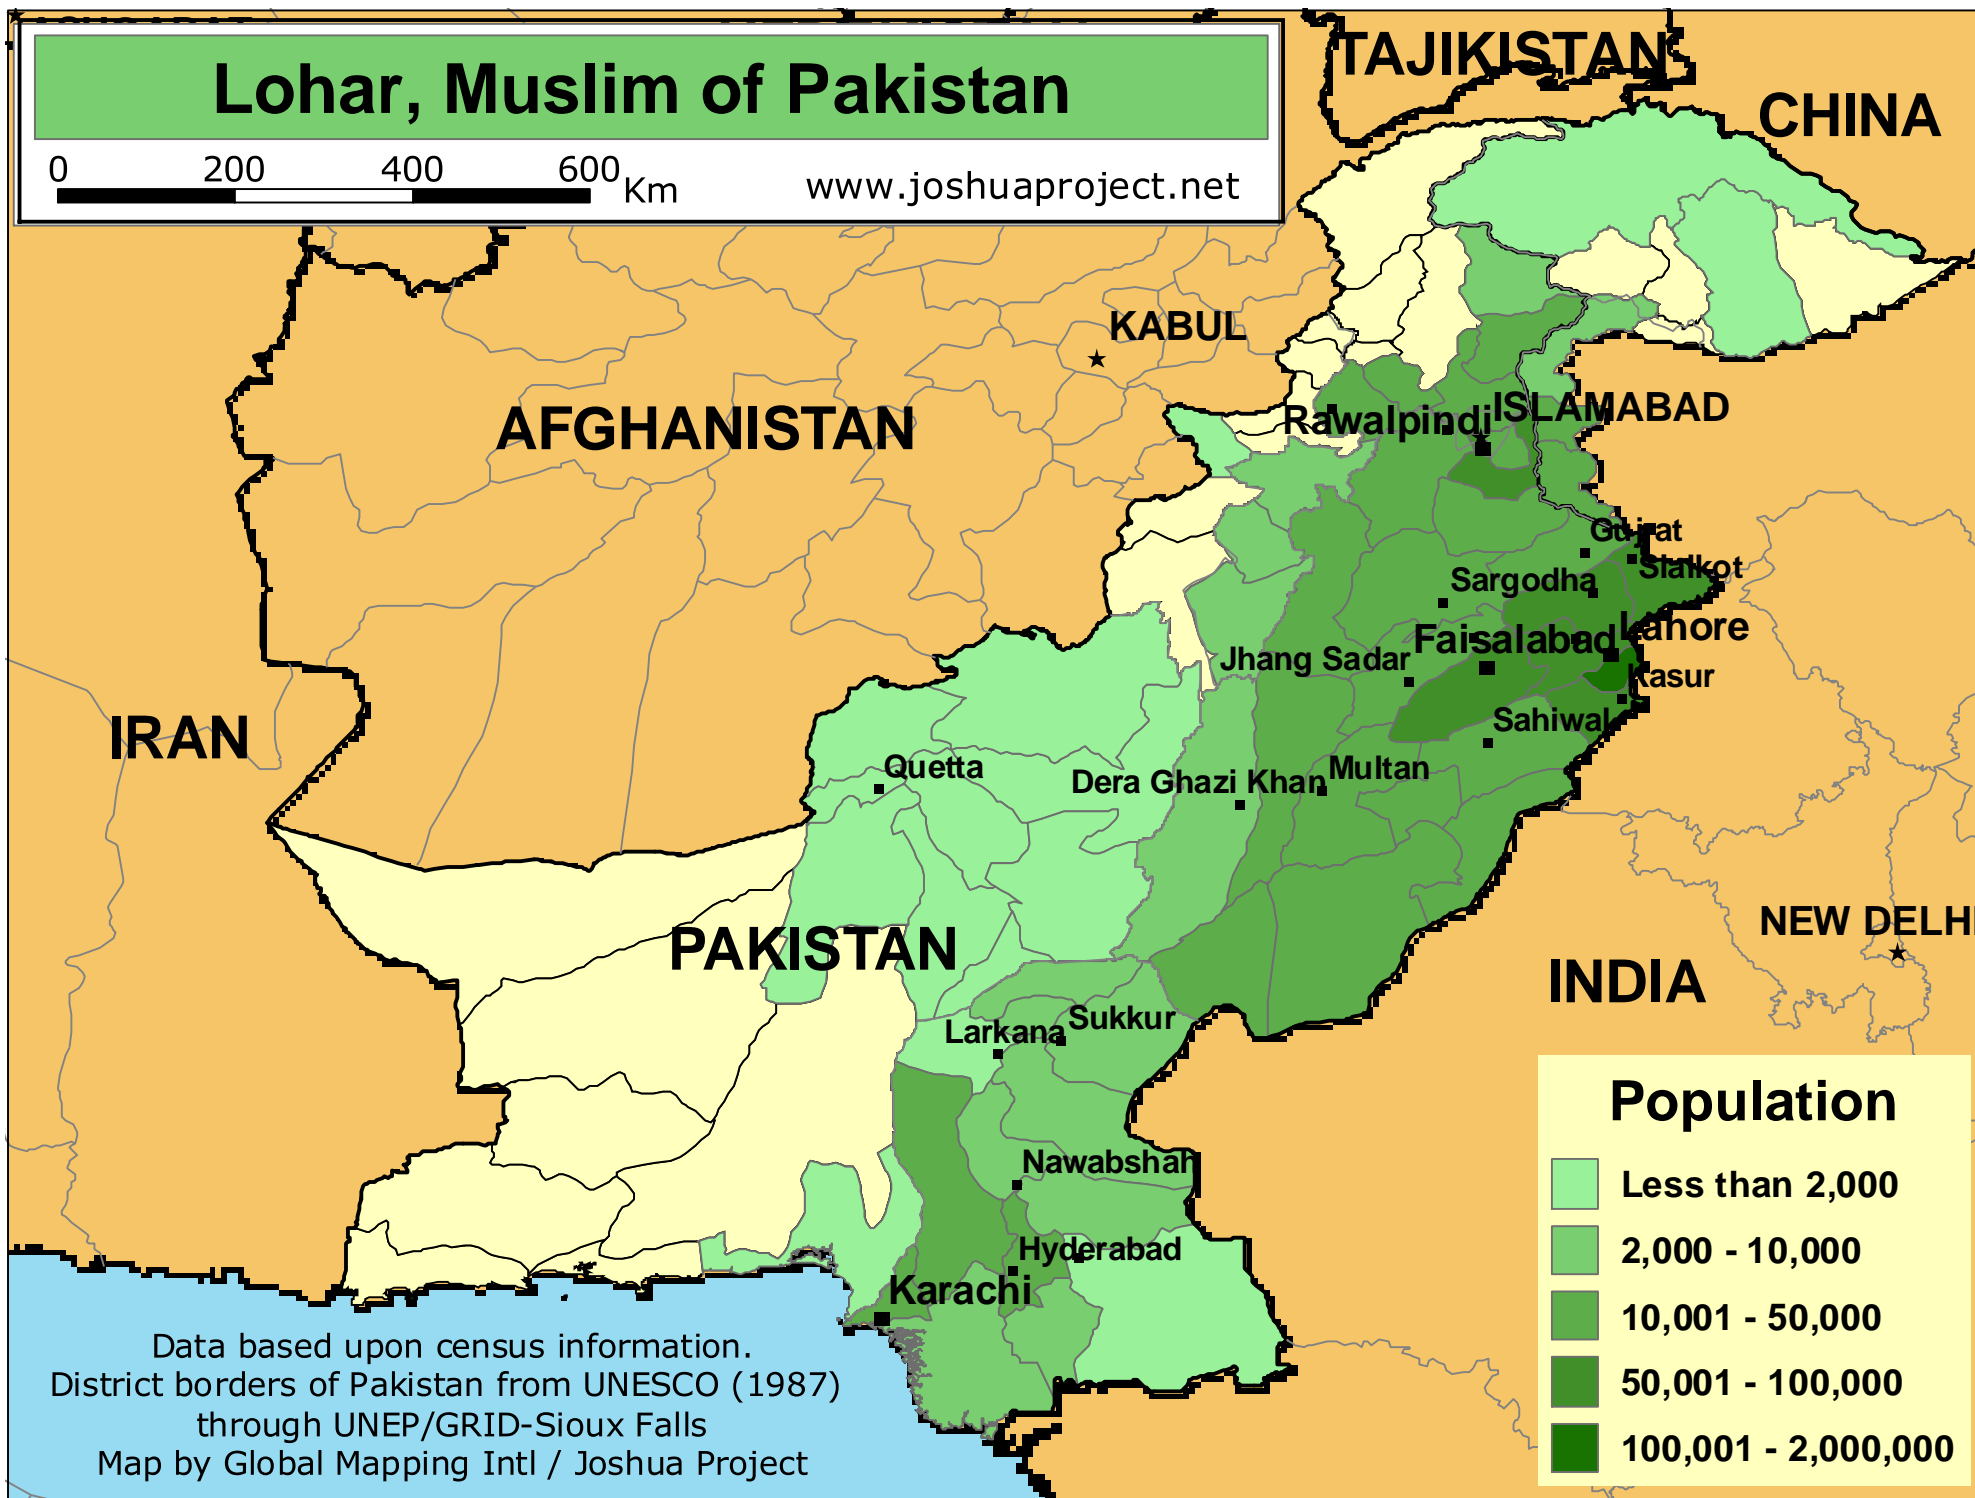 Lohar, Muslim of Pakistan
0 200 400 600 Km
www.joshuaproject.net
TAJIKISTAN
CHINA
KABUL
AFGHANISTAN
Rawalpindi
ISLAMABAD
Gujrat
Sialkot
Sargodha
Faisalabad
Lahore
Jhang Sadar
Kasur
IRAN
Sahiwal
Quetta
Dera Ghazi Khan
Multan
PAKISTAN
NEW DELHI
INDIA
Larkana
Sukkur
Nawabshah
Hyderabad
Karachi
Population
Less than 2,000
2,000 - 10,000
10,001 - 50,000
50,001 - 100,000
100,001 - 2,000,000
Data based upon census information.
District borders of Pakistan from UNESCO (1987)
through UNEP/GRID-Sioux Falls
Map by Global Mapping Intl / Joshua Project